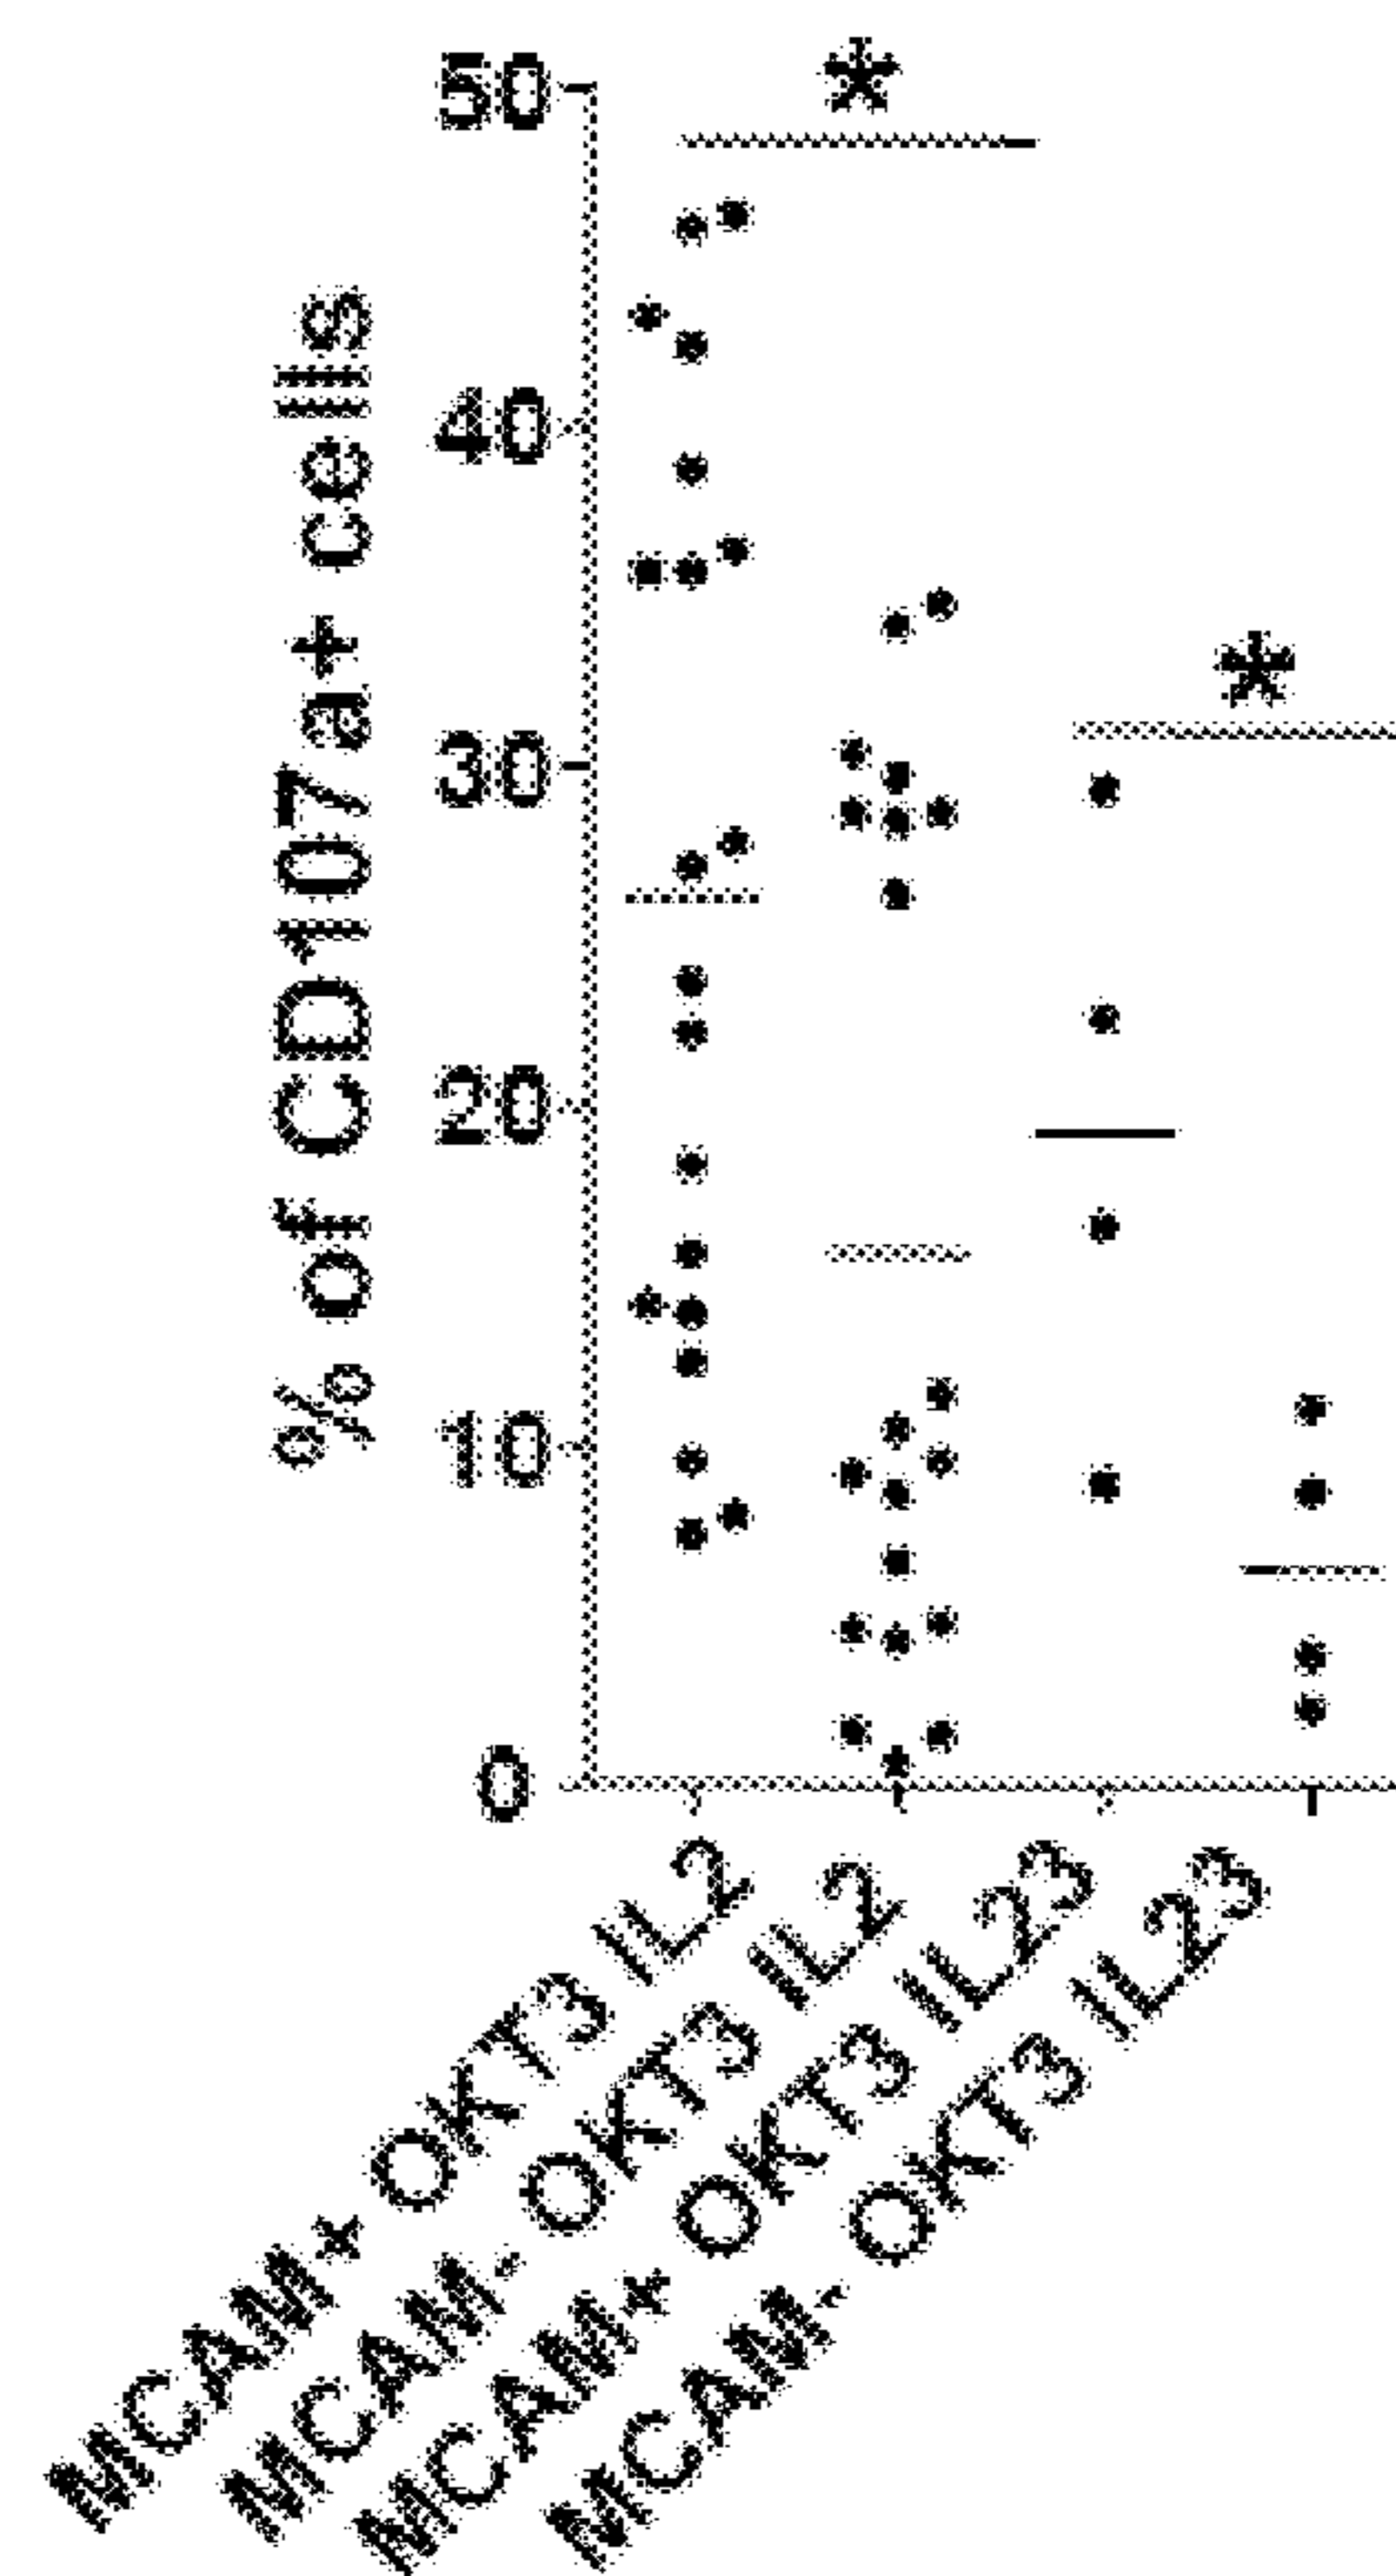 % of CD107a+ cells
50
40
30
20
10
0
*
*
MCAM+ OKT3 IL2
MCAM- OKT3 IL2
MCAM+ OKT3 IL23
MCAM- OKT3 IL23